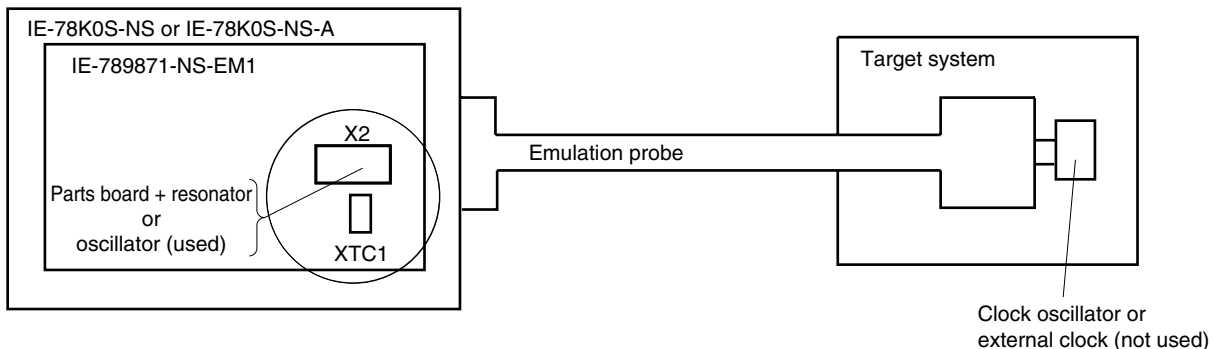 IE-78K0S-NS or IE-78K0S-NS-A
IE-789871-NS-EM1
X2
Parts board + resonator
or
oscillator (used)
XTC1
Emulation probe
Target system
Clock oscillator or
external clock (not used)